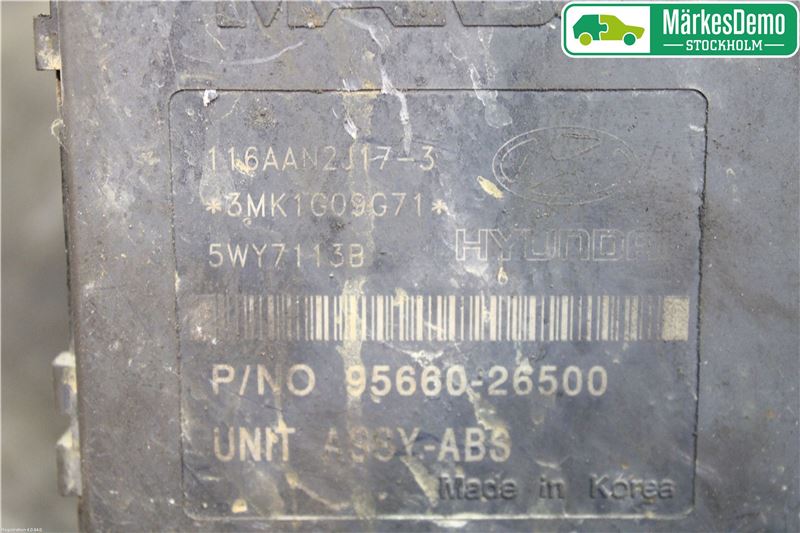 MärkesDemo
STOCKHOLM
116AAN2J17-3
*3MK1G09G71*
5WY7113B
HYUNDAI
P/NO 95660-26500
UNIT ASSY-ABS
Made in Korea